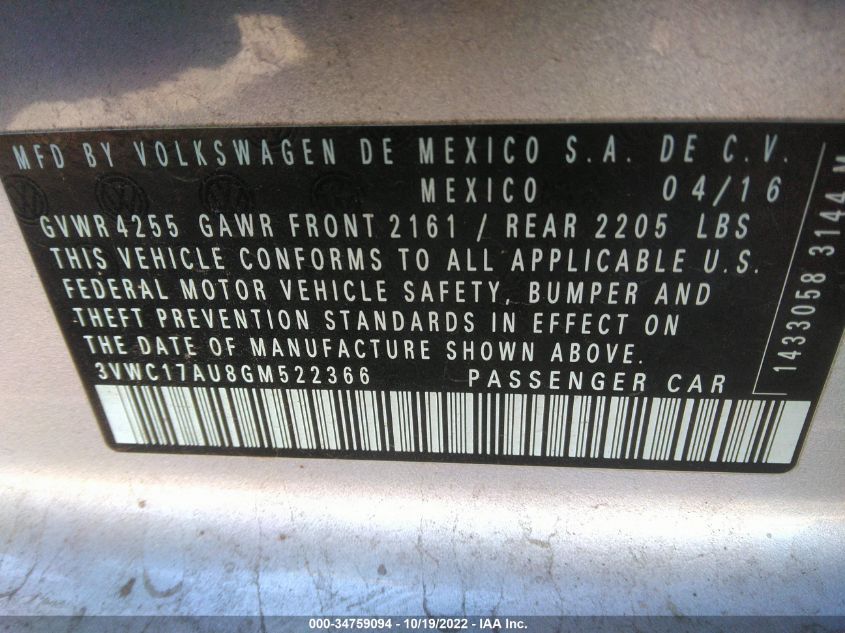 MFD BY VOLKSWAGEN DE MEXICO S.A. DE C.V.
MEXICO 04/16
GVWR 4255 GAWR FRONT 2161 / REAR 2205 LBS
THIS VEHICLE CONFORMS TO ALL APPLICABLE U.S.
FEDERAL MOTOR VEHICLE SAFETY, BUMPER AND
THEFT PREVENTION STANDARDS IN EFFECT ON
THE DATE OF MANUFACTURE SHOWN ABOVE.
3VWC17AU8GM522366 PASSENGER CAR
1433058 3144 M
000-34759094 - 10/19/2022 - IAA, Inc.